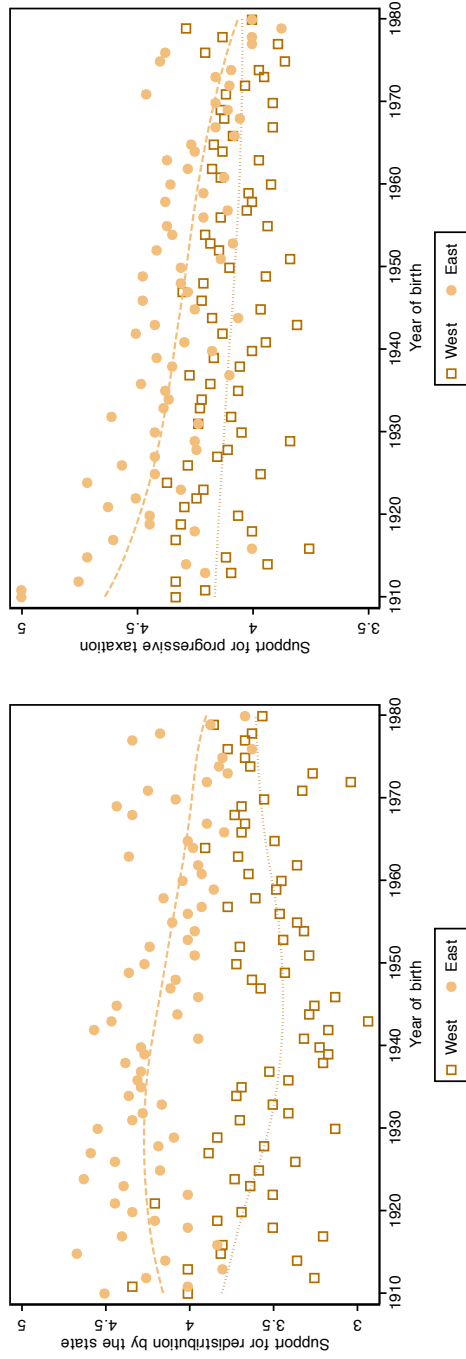 Support for redistribution by the state
5
4.5
4
3.5
3
1910 1920 1930 1940 1950 1960 1970 1980
Year of birth
West East
Support for progressive taxation
5
4.5
4
3.5
1910 1920 1930 1940 1950 1960 1970 1980
Year of birth
West East